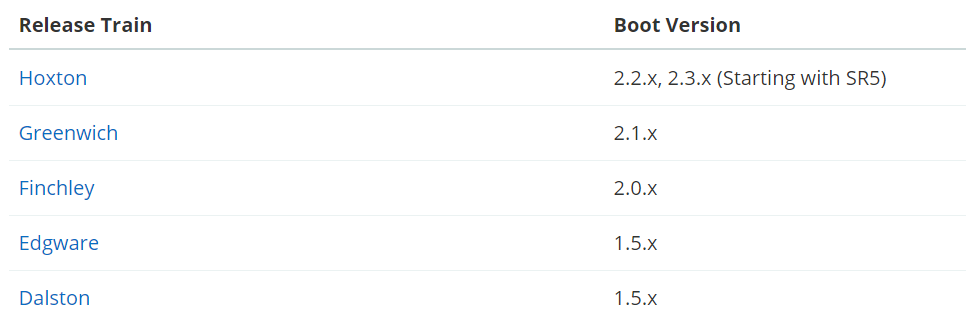 Release Train Boot Version
Hoxton 2.2.x, 2.3.x (Starting with SR5)
Greenwich 2.1.x
Finchley 2.0.x
Edgware 1.5.x
Dalston 1.5.x